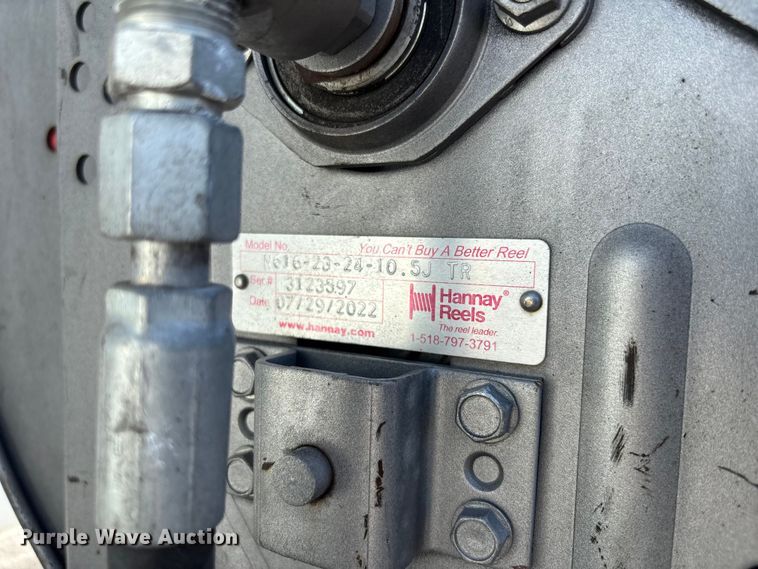 Model No. You Can't Buy A Better Reel
N616-23-24-10.5J TR
Ser.# 3123597
Date 07/29/2022
Hannay®
Reels
The reel leader.
www.hannay.com
1-518-797-3791
Purple Wave Auction®